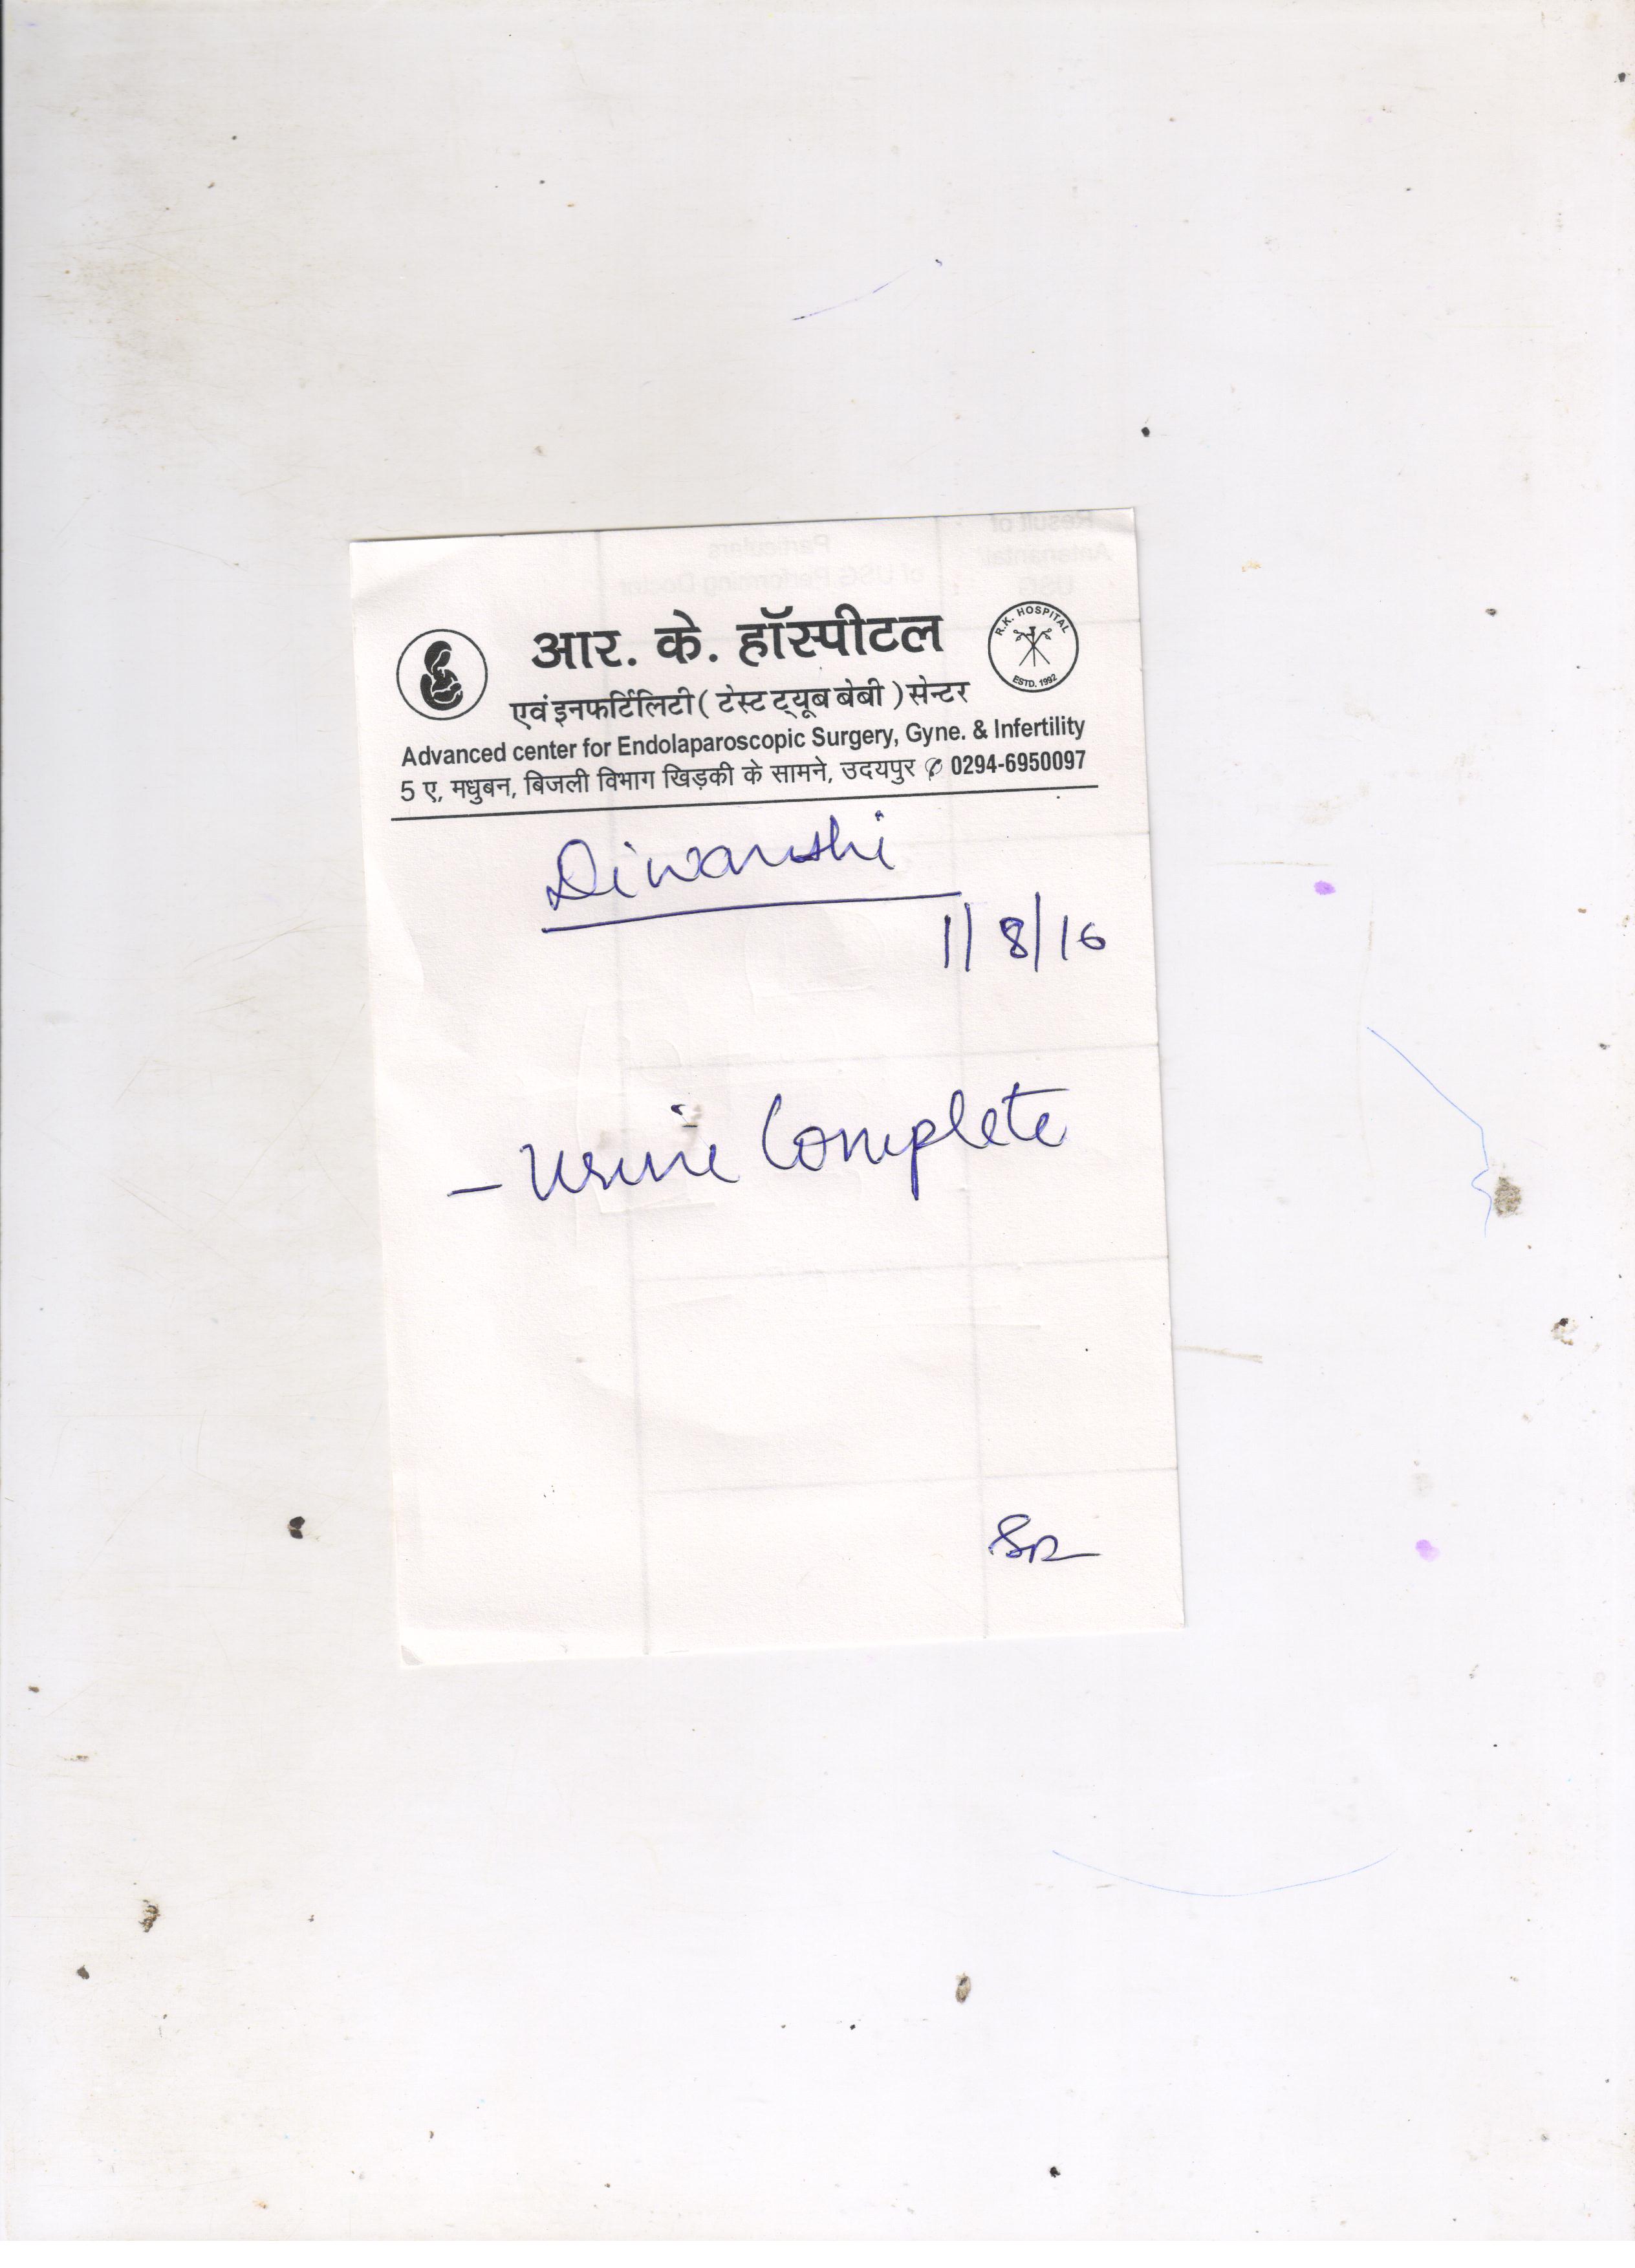 आर. के. हॉस्पीटल
R.K. HOSPITAL
ESTD. 1992
एवं इनफर्टिलिटी ( टेस्ट ट्यूब बेबी ) सेन्टर
Advanced center for Endolaparoscopic Surgery, Gyne. & Infertility
5 ए, मधुबन, बिजली विभाग खिड़की के सामने, उदयपुर ✆ 0294-6950097
Diwanshi
1/8/16
- Urine Complete